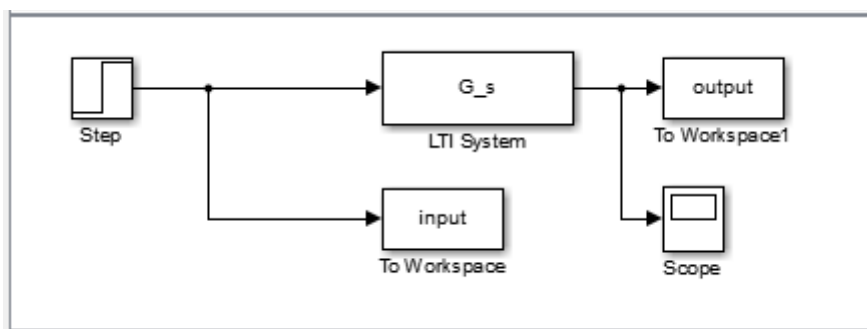 Step
G_s
LTI System
output
To Workspace1
input
To Workspace
Scope